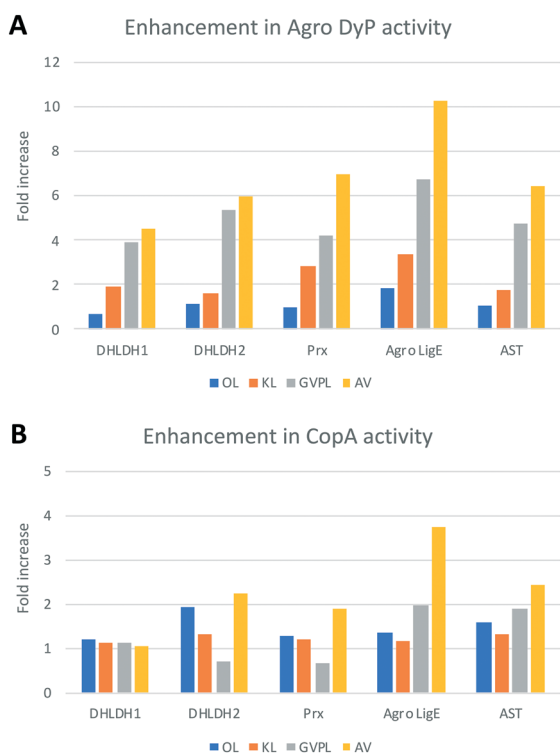 A
Enhancement in Agro DyP activity
12
10
8
6
4
2
0
Fold increase
DHLDH1 DHLDH2 Prx Agro LigE AST
OL KL GVPL AV
B
Enhancement in CopA activity
5
4
3
2
1
0
Fold increase
DHLDH1 DHLDH2 Prx Agro LigE AST
OL KL GVPL AV